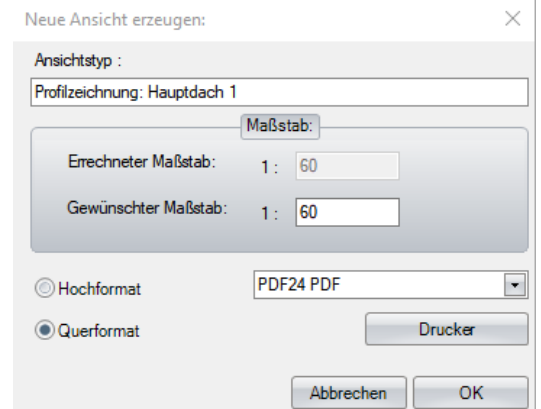 Neue Ansicht erzeugen:
Ansichtstyp :
Profilzeichnung: Hauptdach 1
Maßstab:
Errechneter Maßstab: 1 : 60
Gewünschter Maßstab: 1 : 60
Hochformat PDF24 PDF
Querformat Drucker
Abbrechen OK